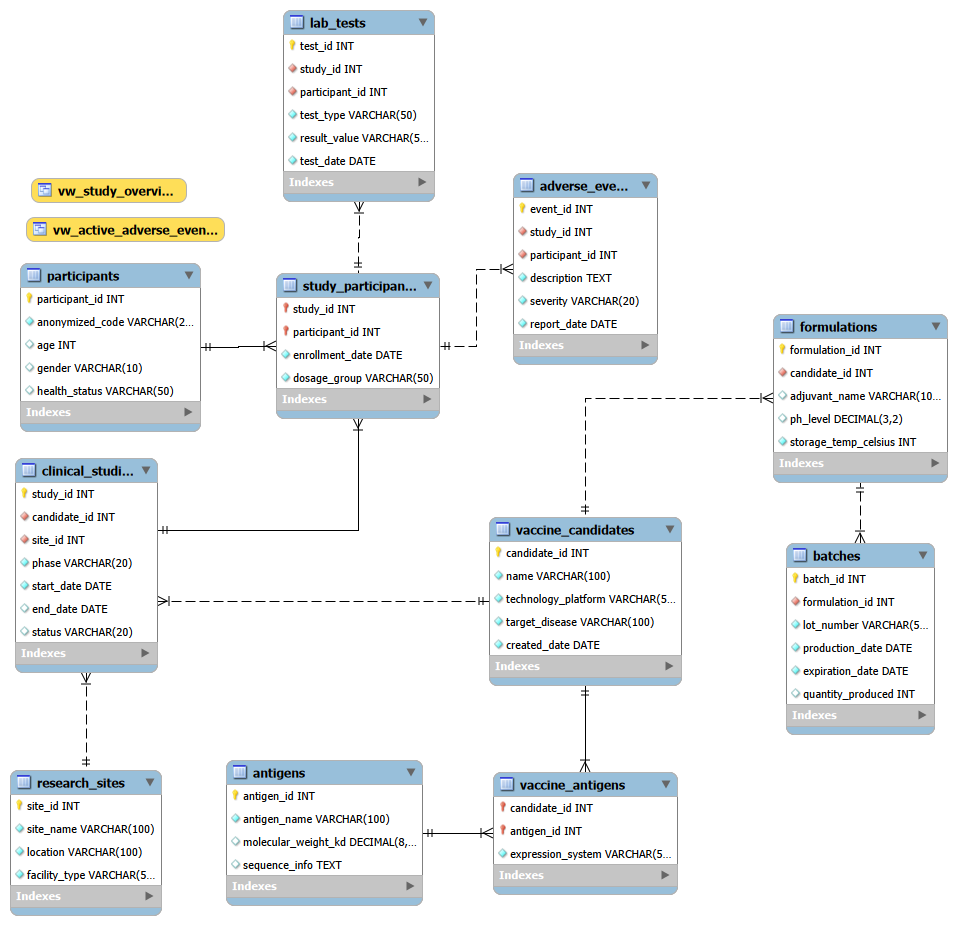 lab_tests
test_id INT
study_id INT
participant_id INT
test_type VARCHAR(50)
result_value VARCHAR(5...
test_date DATE
Indexes
vw_study_overvi...
vw_active_adverse_even...
adverse_eve...
event_id INT
study_id INT
participant_id INT
description TEXT
severity VARCHAR(20)
report_date DATE
Indexes
participants
participant_id INT
anonymized_code VARCHAR(2...
age INT
gender VARCHAR(10)
health_status VARCHAR(50)
Indexes
study_participan...
study_id INT
participant_id INT
enrollment_date DATE
dosage_group VARCHAR(50)
Indexes
formulations
formulation_id INT
candidate_id INT
adjuvant_name VARCHAR(10...
ph_level DECIMAL(3,2)
storage_temp_celsius INT
Indexes
clinical_studi...
study_id INT
candidate_id INT
site_id INT
phase VARCHAR(20)
start_date DATE
end_date DATE
status VARCHAR(20)
Indexes
vaccine_candidates
candidate_id INT
name VARCHAR(100)
technology_platform VARCHAR(5...
target_disease VARCHAR(100)
created_date DATE
Indexes
batches
batch_id INT
formulation_id INT
lot_number VARCHAR(5...
production_date DATE
expiration_date DATE
quantity_produced INT
Indexes
research_sites
site_id INT
site_name VARCHAR(100)
location VARCHAR(100)
facility_type VARCHAR(5...
Indexes
antigens
antigen_id INT
antigen_name VARCHAR(100)
molecular_weight_kd DECIMAL(8,...
sequence_info TEXT
Indexes
vaccine_antigens
candidate_id INT
antigen_id INT
expression_system VARCHAR(5...
Indexes